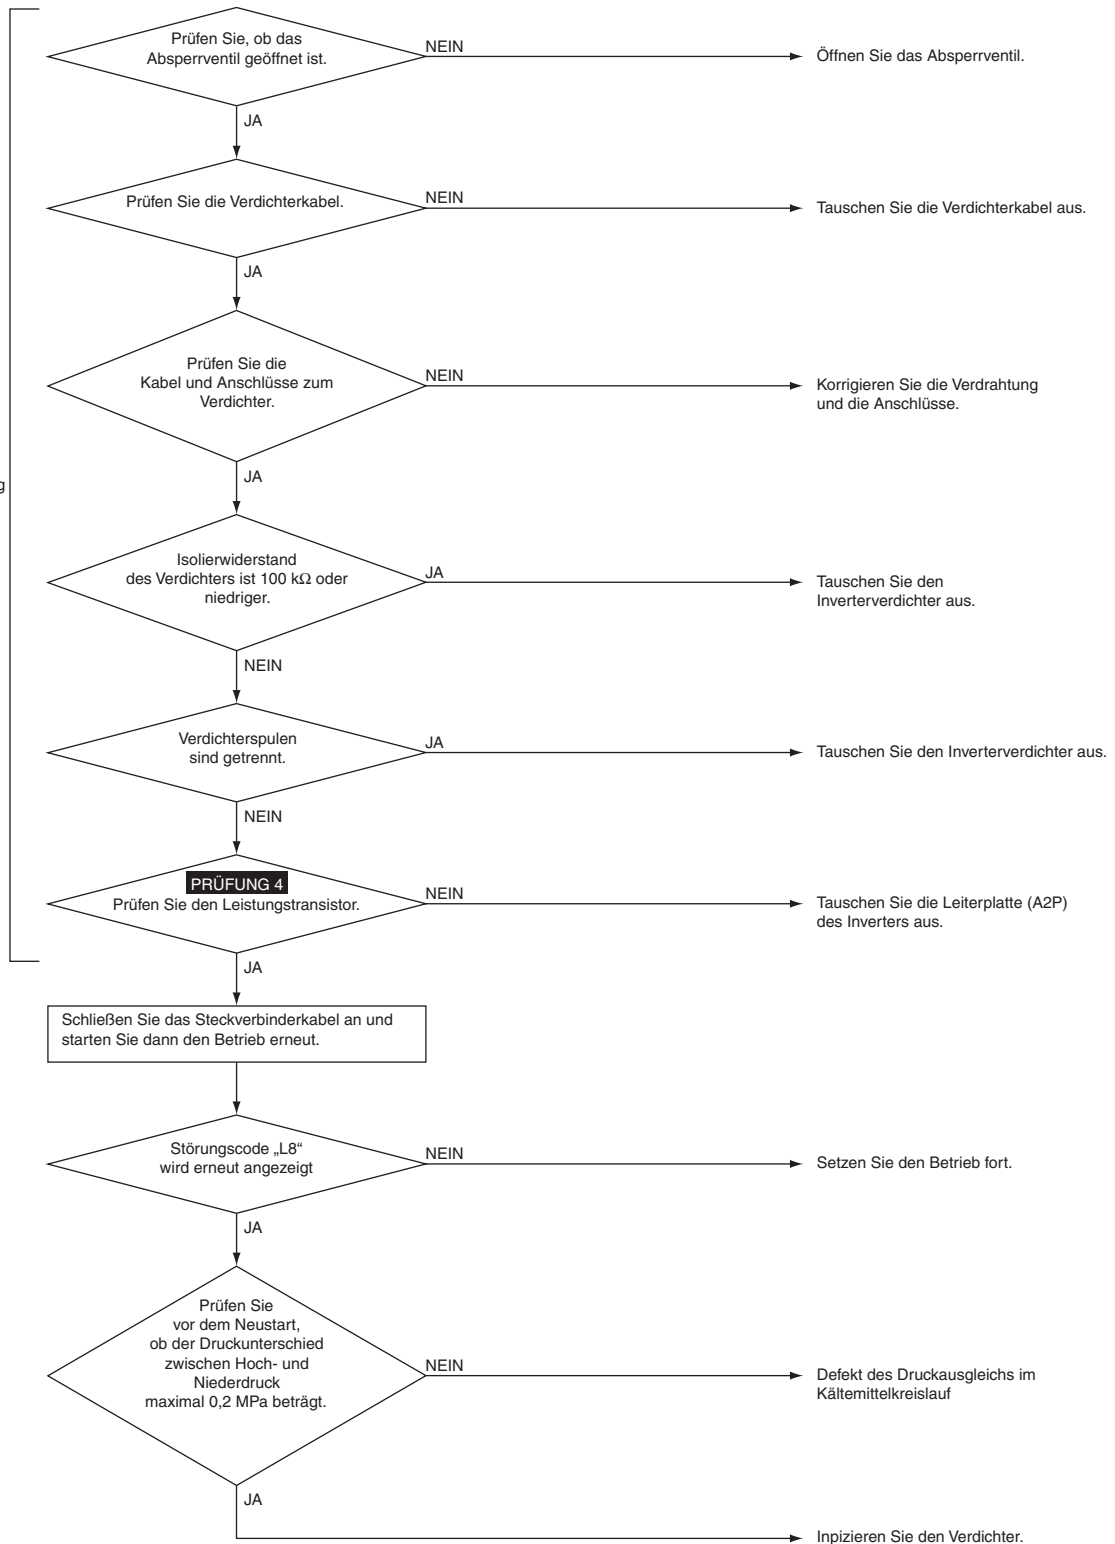 Prüfen Sie, ob das
Absperrventil geöffnet ist.
NEIN
Öffnen Sie das Absperrventil.
JA
Prüfen Sie die Verdichterkabel.
NEIN
Tauschen Sie die Verdichterkabel aus.
JA
Prüfen Sie die
Kabel und Anschlüsse zum
Verdichter.
NEIN
Korrigieren Sie die Verdrahtung
und die Anschlüsse.
JA
Isolierwiderstand
des Verdichters ist 100 kΩ oder
niedriger.
JA
Tauschen Sie den
Inverterverdichter aus.
NEIN
Verdichterspulen
sind getrennt.
JA
Tauschen Sie den Inverterverdichter aus.
NEIN
PRÜFUNG 4
Prüfen Sie den Leistungstransistor.
NEIN
Tauschen Sie die Leiterplatte (A2P)
des Inverters aus.
JA
Schließen Sie das Steckverbinderkabel an und
starten Sie dann den Betrieb erneut.
Störungscode „L8“
wird erneut angezeigt
NEIN
Setzen Sie den Betrieb fort.
JA
Prüfen Sie
vor dem Neustart,
ob der Druckunterschied
zwischen Hoch- und
Niederdruck
maximal 0,2 MPa beträgt.
NEIN
Defekt des Druckausgleichs im
Kältemittelkreislauf
JA
Inpizieren Sie den Verdichter.